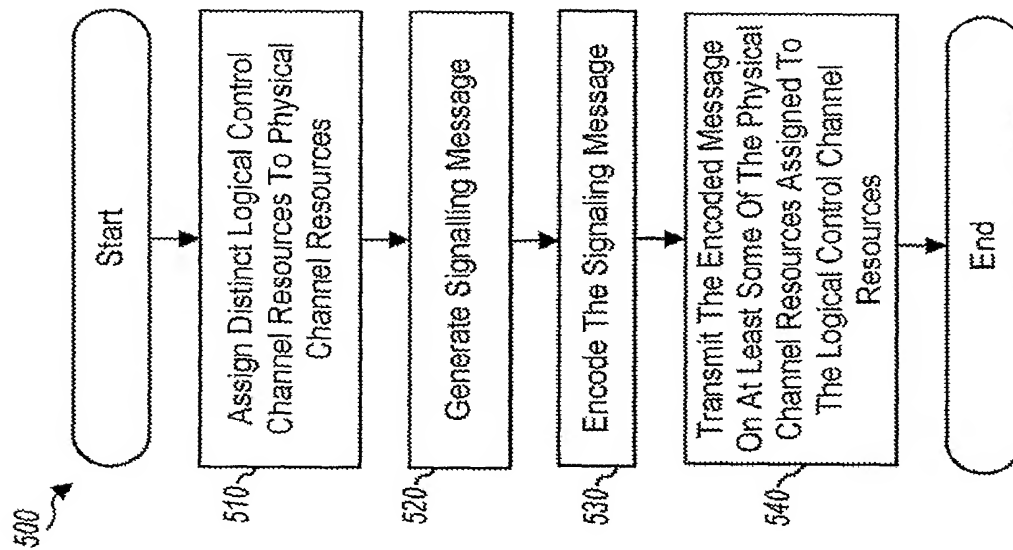 500
Start
510
Assign Distinct Logical Control
Channel Resources To Physical
Channel Resources
520
Generate Signalling Message
530
Encode The Signaling Message
540
Transmit The Encoded Message
On At Least Some Of The Physical
Channel Resources Assigned To
The Logical Control Channel
Resources
End